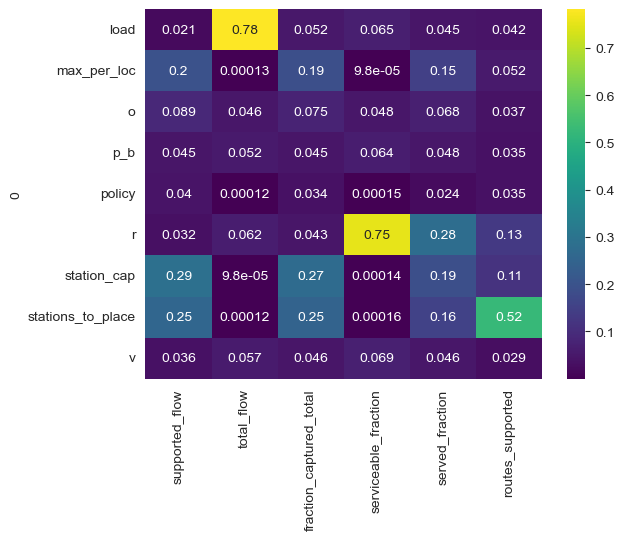 load 0.021 0.78 0.052 0.065 0.045 0.042
max_per_loc 0.2 0.00013 0.19 9.8e-05 0.15 0.052
o 0.089 0.046 0.075 0.048 0.068 0.037
p_b 0.045 0.052 0.045 0.064 0.048 0.035
policy 0.04 0.00012 0.034 0.00015 0.024 0.035
r 0.032 0.062 0.043 0.75 0.28 0.13
station_cap 0.29 9.8e-05 0.27 0.00014 0.19 0.11
stations_to_place 0.25 0.00012 0.25 0.00016 0.16 0.52
v 0.036 0.057 0.046 0.069 0.046 0.029
0
supported_flow
total_flow
fraction_captured_total
serviceable_fraction
served_fraction
routes_supported
0.7
0.6
0.5
0.4
0.3
0.2
0.1